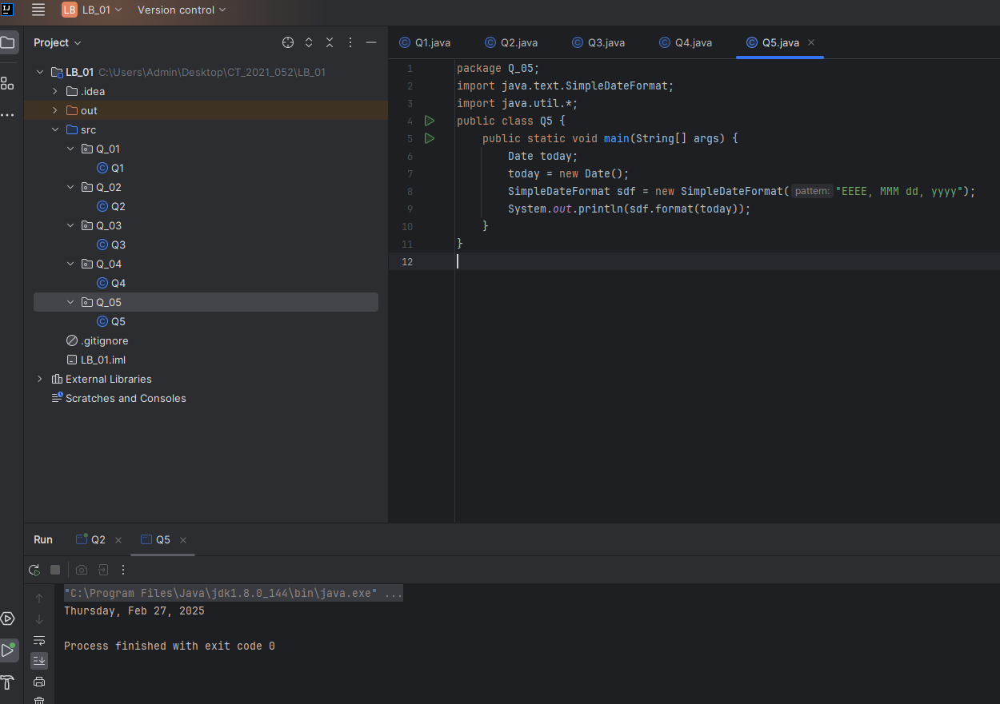 LB LB_01 Version control
Project
LB_01 C:\Users\Admin\Desktop\CT_2021_052\LB_01
.idea
out
src
Q_01
Q1
Q_02
Q2
Q_03
Q3
Q_04
Q4
Q_05
Q5
.gitignore
LB_01.iml
External Libraries
Scratches and Consoles
Q1.java Q2.java Q3.java Q4.java Q5.java
1 package Q_05;
2 import java.text.SimpleDateFormat;
3 import java.util.*;
4 public class Q5 {
5 public static void main(String[] args) {
6 Date today;
7 today = new Date();
8 SimpleDateFormat sdf = new SimpleDateFormat( pattern: "EEEE, MMM dd, yyyy");
9 System.out.println(sdf.format(today));
10 }
11 }
12
Run Q2 Q5
"C:\Program Files\Java\jdk1.8.0_144\bin\java.exe" ...
Thursday, Feb 27, 2025
Process finished with exit code 0